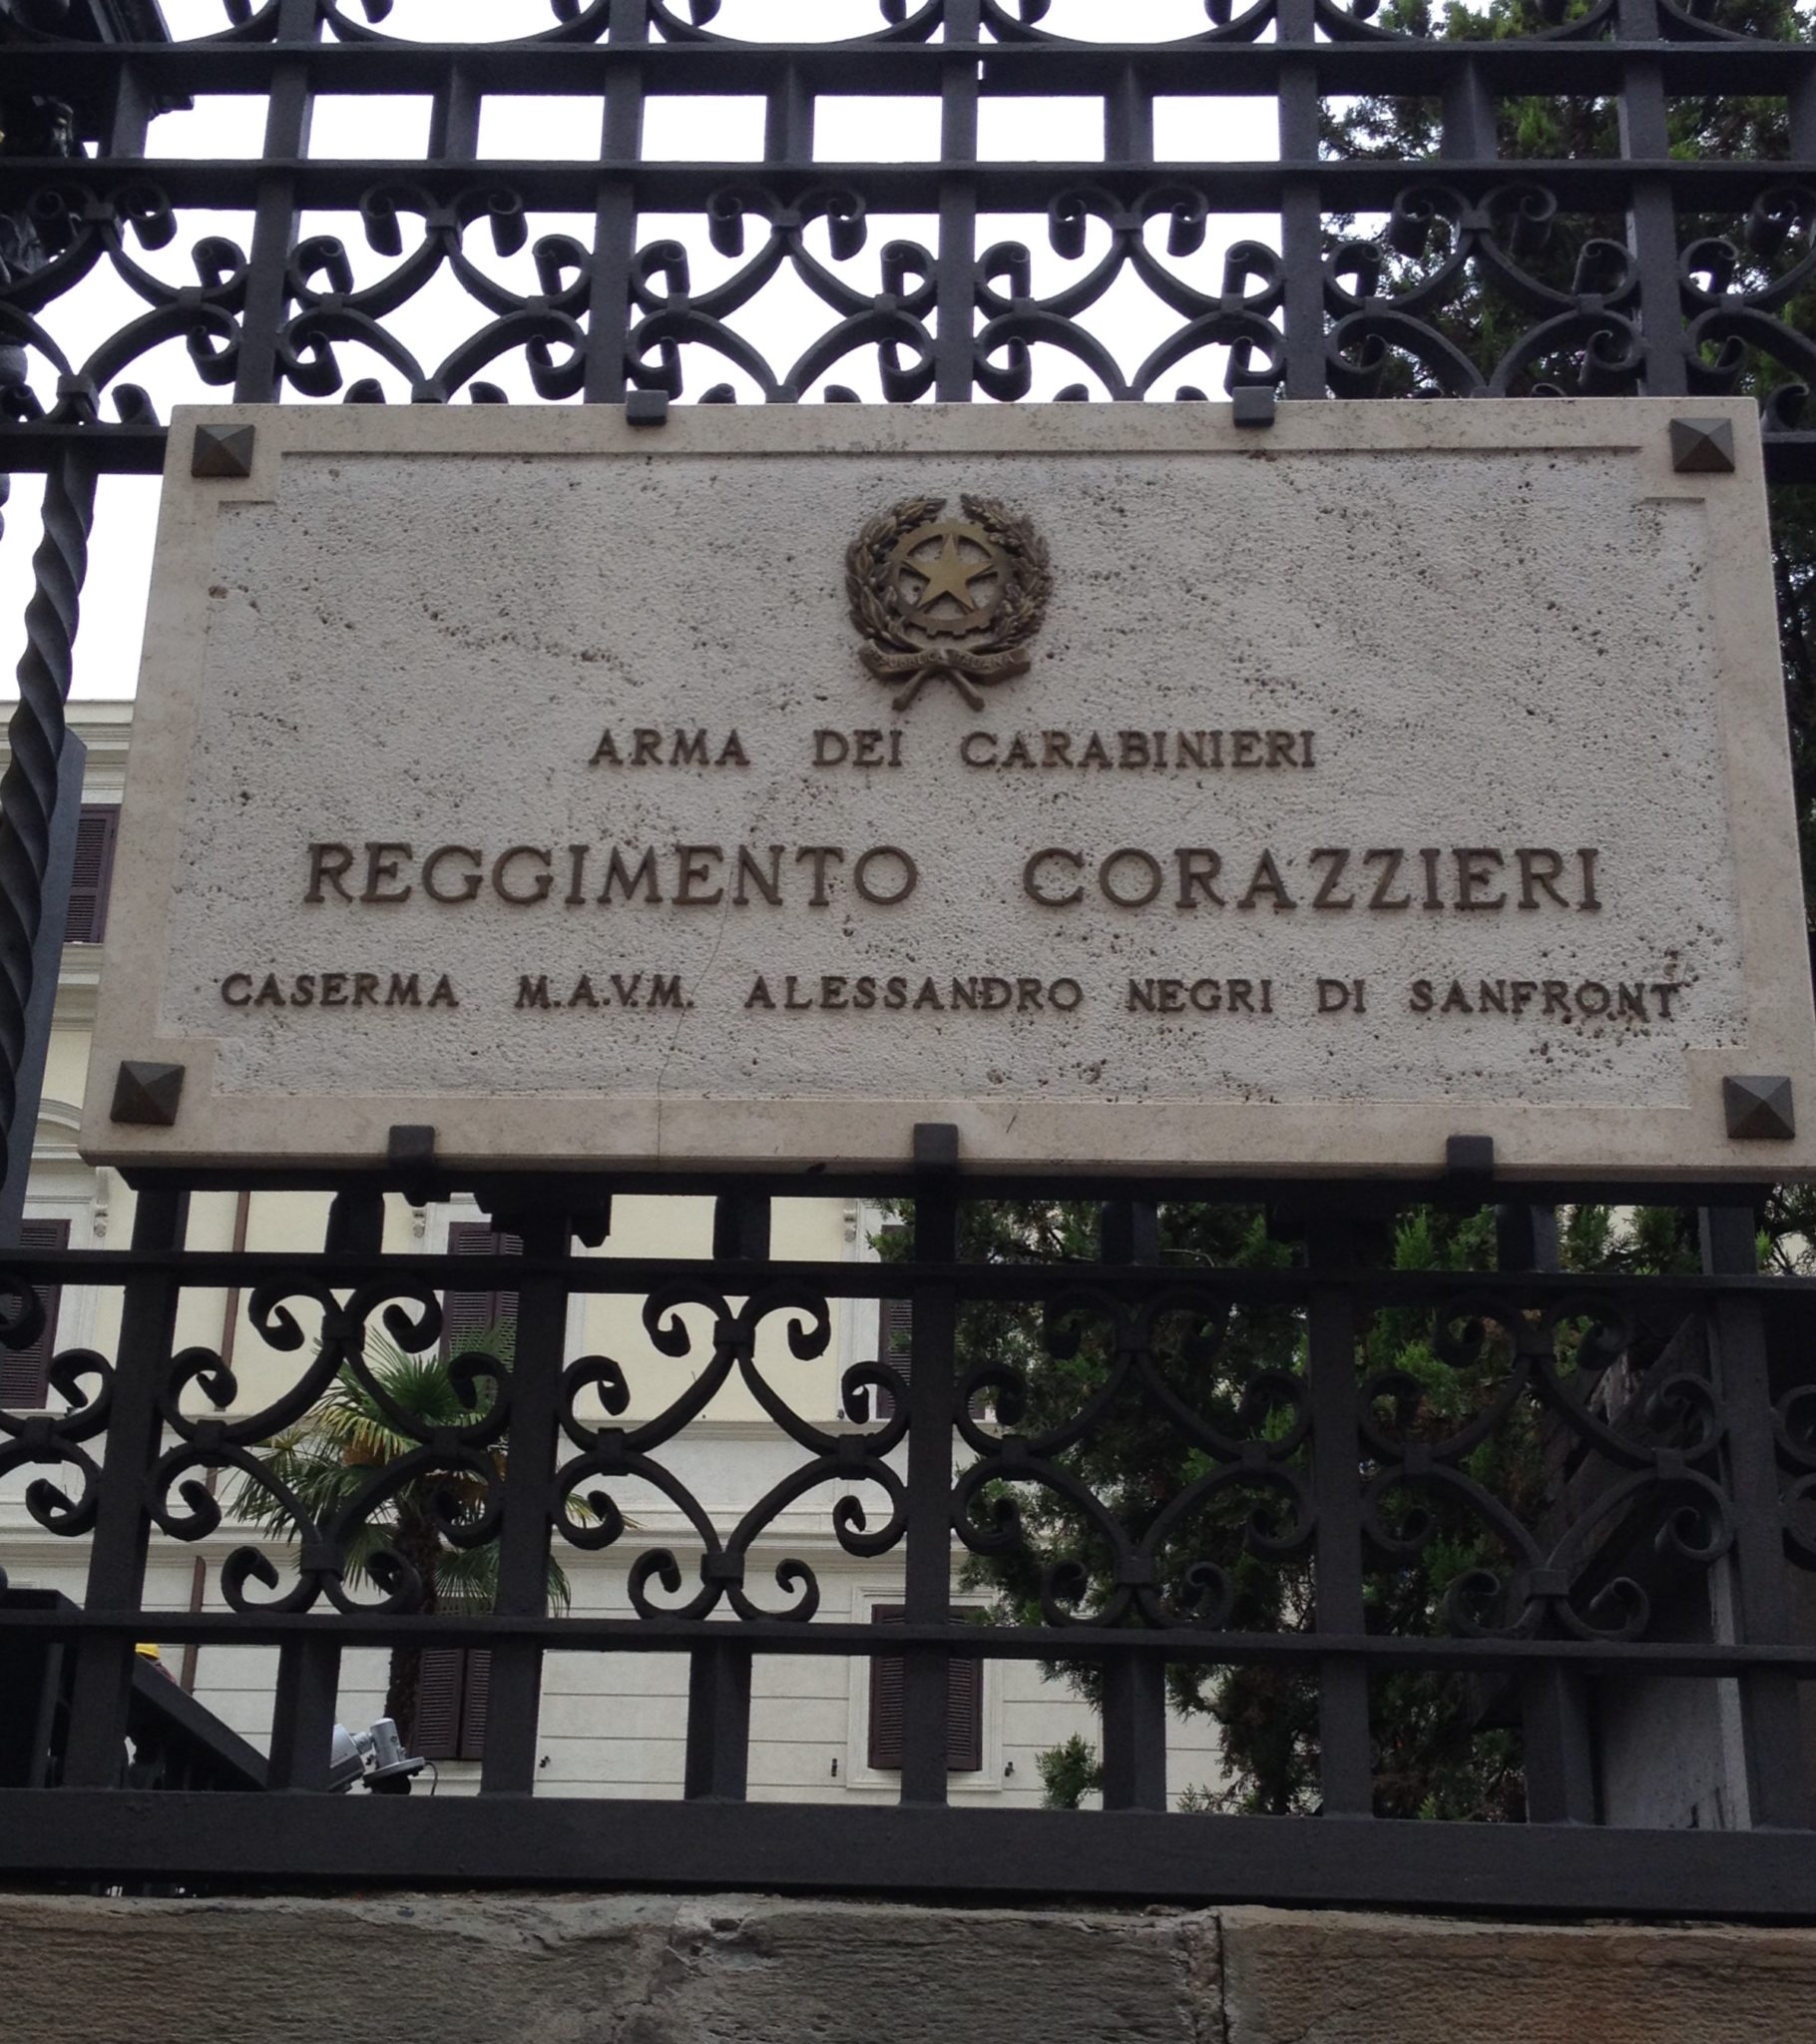 ARMA DEI CARABINIERI
REGGIMENTO CORAZZIERI
CASERMA M.A.V.M. ALESSANDRO NEGRI DI SANFRONT